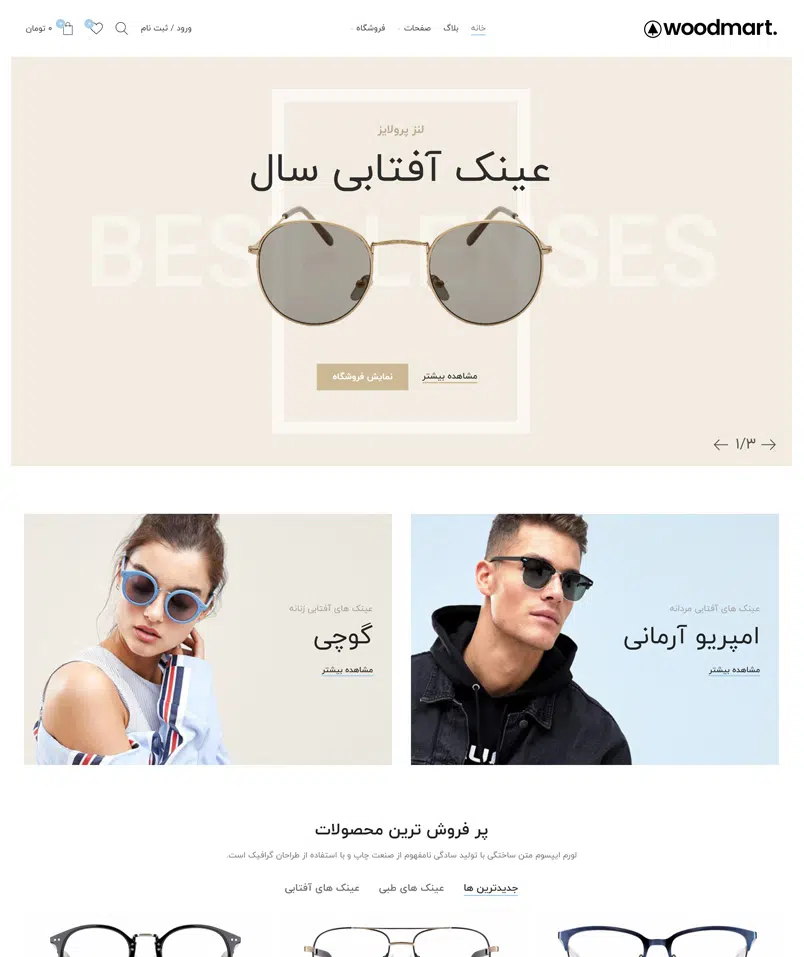 woodmart.
خانه
بلاگ
صفحات
فروشگاه
ورود / ثبت نام
۰
۰
۰ تومان
لنز پرولایز
عینک آفتابی سال
BEST LENSES
مشاهده بیشتر
نمایش فروشگاه
۱/۳
عینک های آفتابی مردانه
امپریو آرمانی
مشاهده بیشتر
عینک های آفتابی زنانه
گوچی
مشاهده بیشتر
پر فروش ترین محصولات
لورم ایپسوم متن ساختگی با تولید سادگی نامفهوم از صنعت چاپ و با استفاده از طراحان گرافیک است.
جدیدترین ها
عینک های طبی
عینک های آفتابی